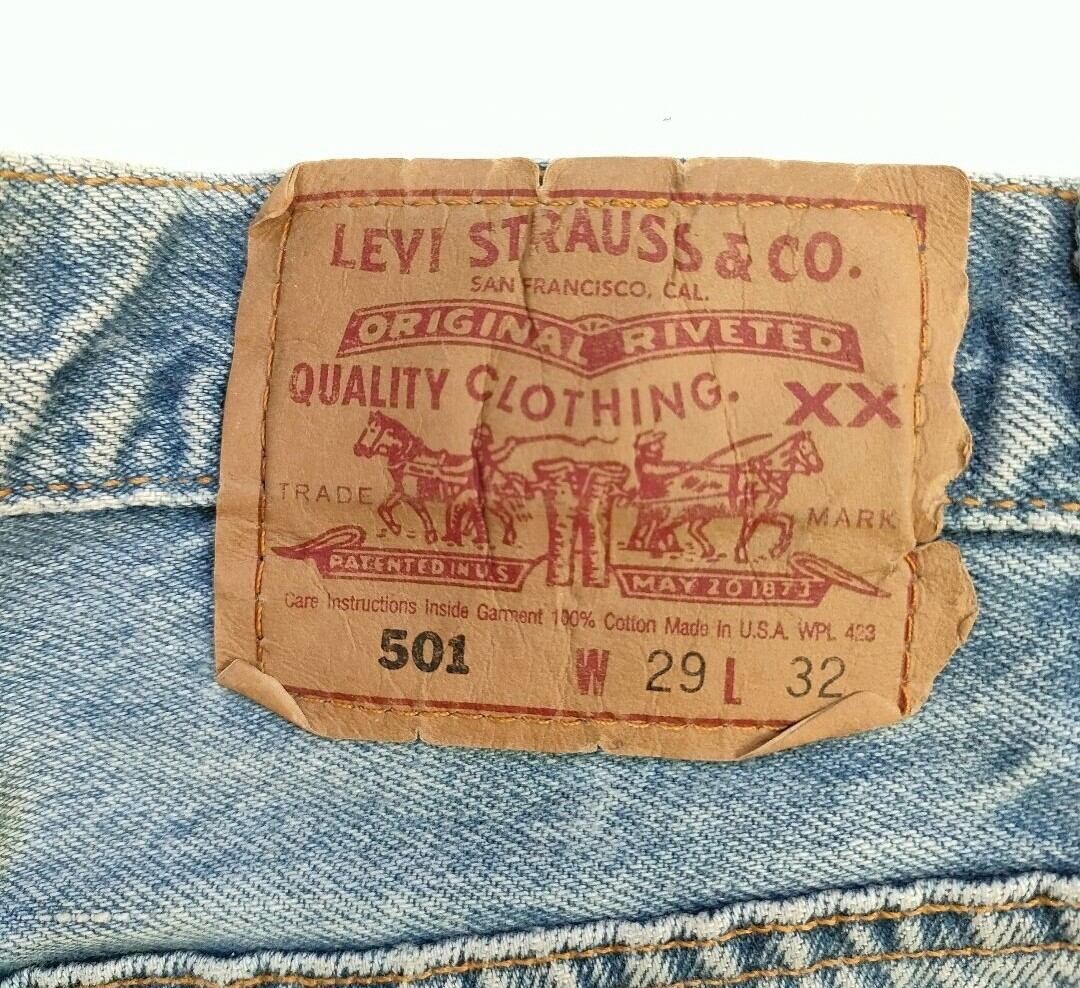 LEVI STRAUSS & CO.
SAN FRANCISCO, CAL.
ORIGINAL RIVETED
QUALITY CLOTHING. XX
TRADE MARK
PATENTED IN U.S MAY 20 1873
Care Instructions Inside Garment 100% Cotton Made in U.S.A. WPL 423
501 W 29 L 32